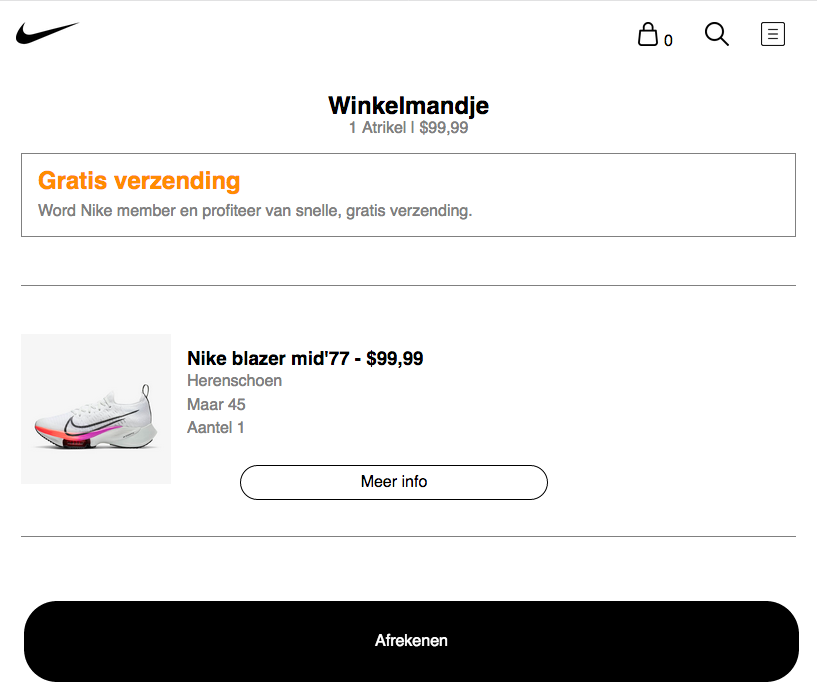 0
Winkelmandje
1 Atrikel | $99,99
Gratis verzending
Word Nike member en profiteer van snelle, gratis verzending.
Nike blazer mid'77 - $99,99
Herenschoen
Maar 45
Aantel 1
Meer info
Afrekenen